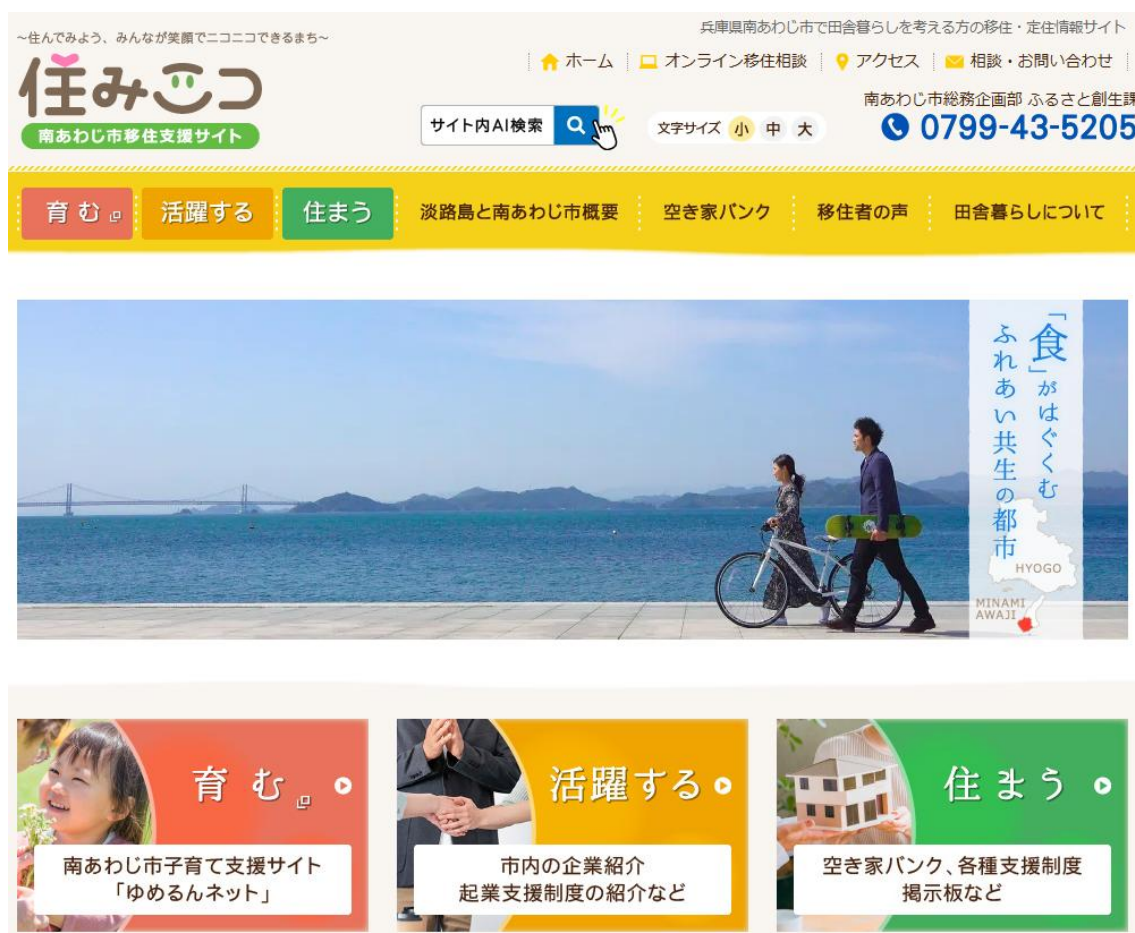 ~住んでみよう、みんなが笑顔でニコニコできるまち~
住みニコ
南あわじ市移住支援サイト
兵庫県南あわじ市で田舎暮らしを考える方の移住・定住情報サイト
ホーム
オンライン移住相談
アクセス
相談・お問い合わせ
サイト内AI検索
文字サイズ 小 中 大
南あわじ市総務企画部 ふるさと創生課
0799-43-5205
育む
活躍する
住まう
淡路島と南あわじ市概要
空き家バンク
移住者の声
田舎暮らしについて
「食」がはぐくむ
ふれあい共生の都市
HYOGO
MINAMI
AWAJI
育む
南あわじ市子育て支援サイト
「ゆめるんネット」
活躍する
市内の企業紹介
起業支援制度の紹介など
住まう
空き家バンク、各種支援制度
掲示板など